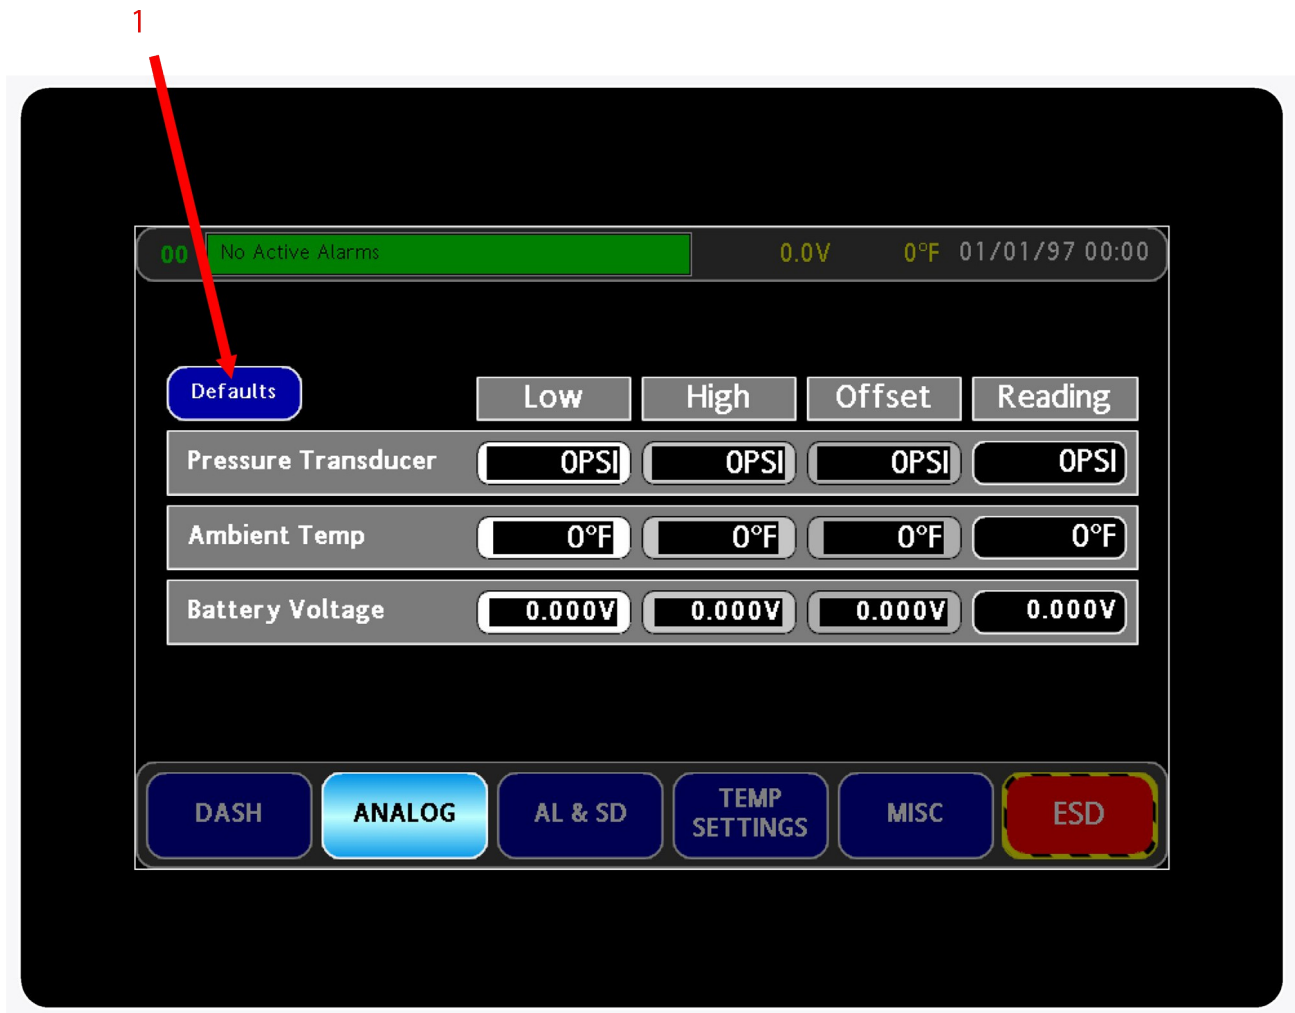 1
00 No Active Alarms 0.0V 0°F 01/01/97 00:00
Defaults Low High Offset Reading
Pressure Transducer 0PSI 0PSI 0PSI 0PSI
Ambient Temp 0°F 0°F 0°F 0°F
Battery Voltage 0.000V 0.000V 0.000V 0.000V
DASH ANALOG AL & SD TEMP SETTINGS MISC ESD